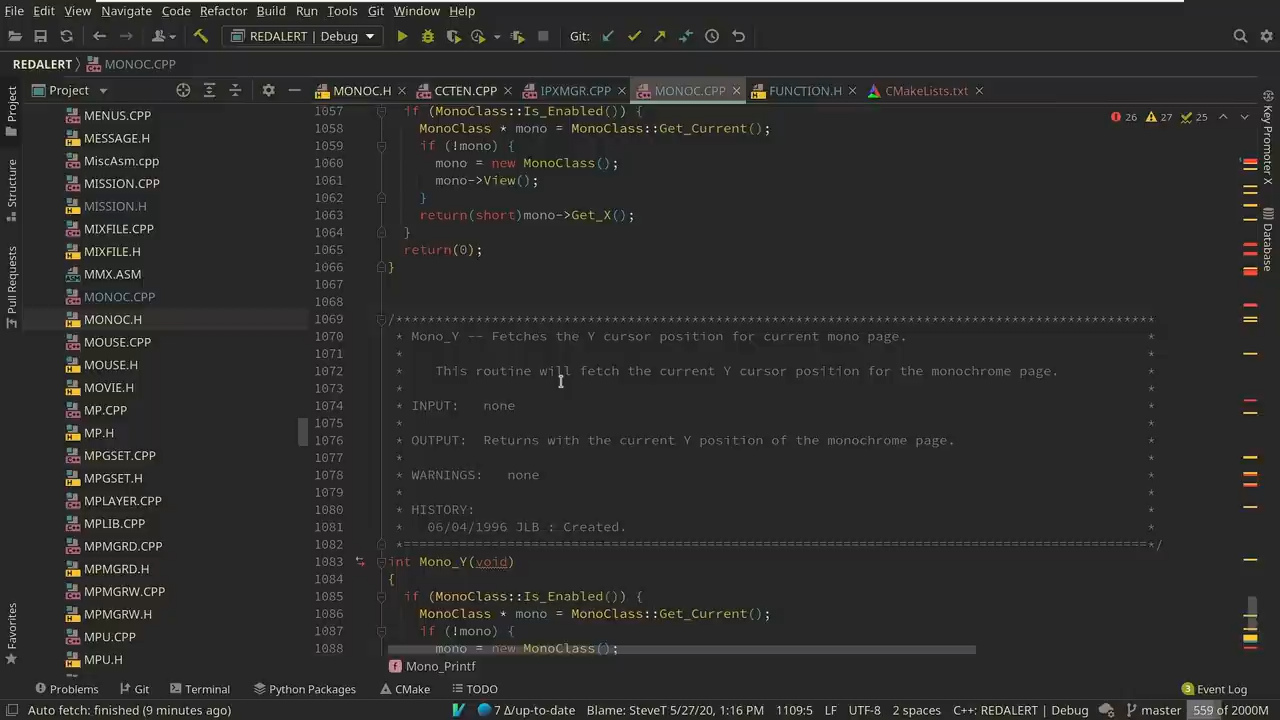 File Edit View Navigate Code Refactor Build Run Tools Git Window Help
REDALERT | Debug Git:
REDALERT MONOC.CPP
Project MONOC.H CCTEN.CPP IPXMGR.CPP MONOC.CPP FUNCTION.H CMakeLists.txt
26 27 25
Project
Structure
Pull Requests
Favorites
Key Promoter X
Database
MENUS.CPP
MESSAGE.H
MiscAsm.cpp
MISSION.CPP
MISSION.H
MIXFILE.CPP
MIXFILE.H
MMX.ASM
MONOC.CPP
MONOC.H
MOUSE.CPP
MOUSE.H
MOVIE.H
MP.CPP
MP.H
MPGSET.CPP
MPGSET.H
MPLAYER.CPP
MPLIB.CPP
MPMGRD.CPP
MPMGRD.H
MPMGRW.CPP
MPMGRW.H
MPU.CPP
MPU.H
1057 if (MonoClass::Is_Enabled()) {
1058 MonoClass * mono = MonoClass::Get_Current();
1059 if (!mono) {
1060 mono = new MonoClass();
1061 mono->View();
1062 }
1063 return(short)mono->Get_X();
1064 }
1065 return(0);
1066 }
1067
1068
1069 /***********************************************************************************************
1070 * Mono_Y -- Fetches the Y cursor position for current mono page. *
1071 * *
1072 * This routine will fetch the current Y cursor position for the monochrome page. *
1073 * *
1074 * INPUT: none *
1075 * *
1076 * OUTPUT: Returns with the current Y position of the monochrome page. *
1077 * *
1078 * WARNINGS: none *
1079 * *
1080 * HISTORY: *
1081 * 06/04/1996 JLB : Created. *
1082 *=============================================================================================*/
1083 int Mono_Y(void)
1084 {
1085 if (MonoClass::Is_Enabled()) {
1086 MonoClass * mono = MonoClass::Get_Current();
1087 if (!mono) {
1088 mono = new MonoClass();
f Mono_Printf
Problems Git Terminal Python Packages CMake TODO 3 Event Log
Auto fetch: finished (9 minutes ago) 7 Δ/up-to-date Blame: SteveT 5/27/20, 1:16 PM 1109:5 LF UTF-8 2 spaces C++: REDALERT | Debug master 559 of 2000M